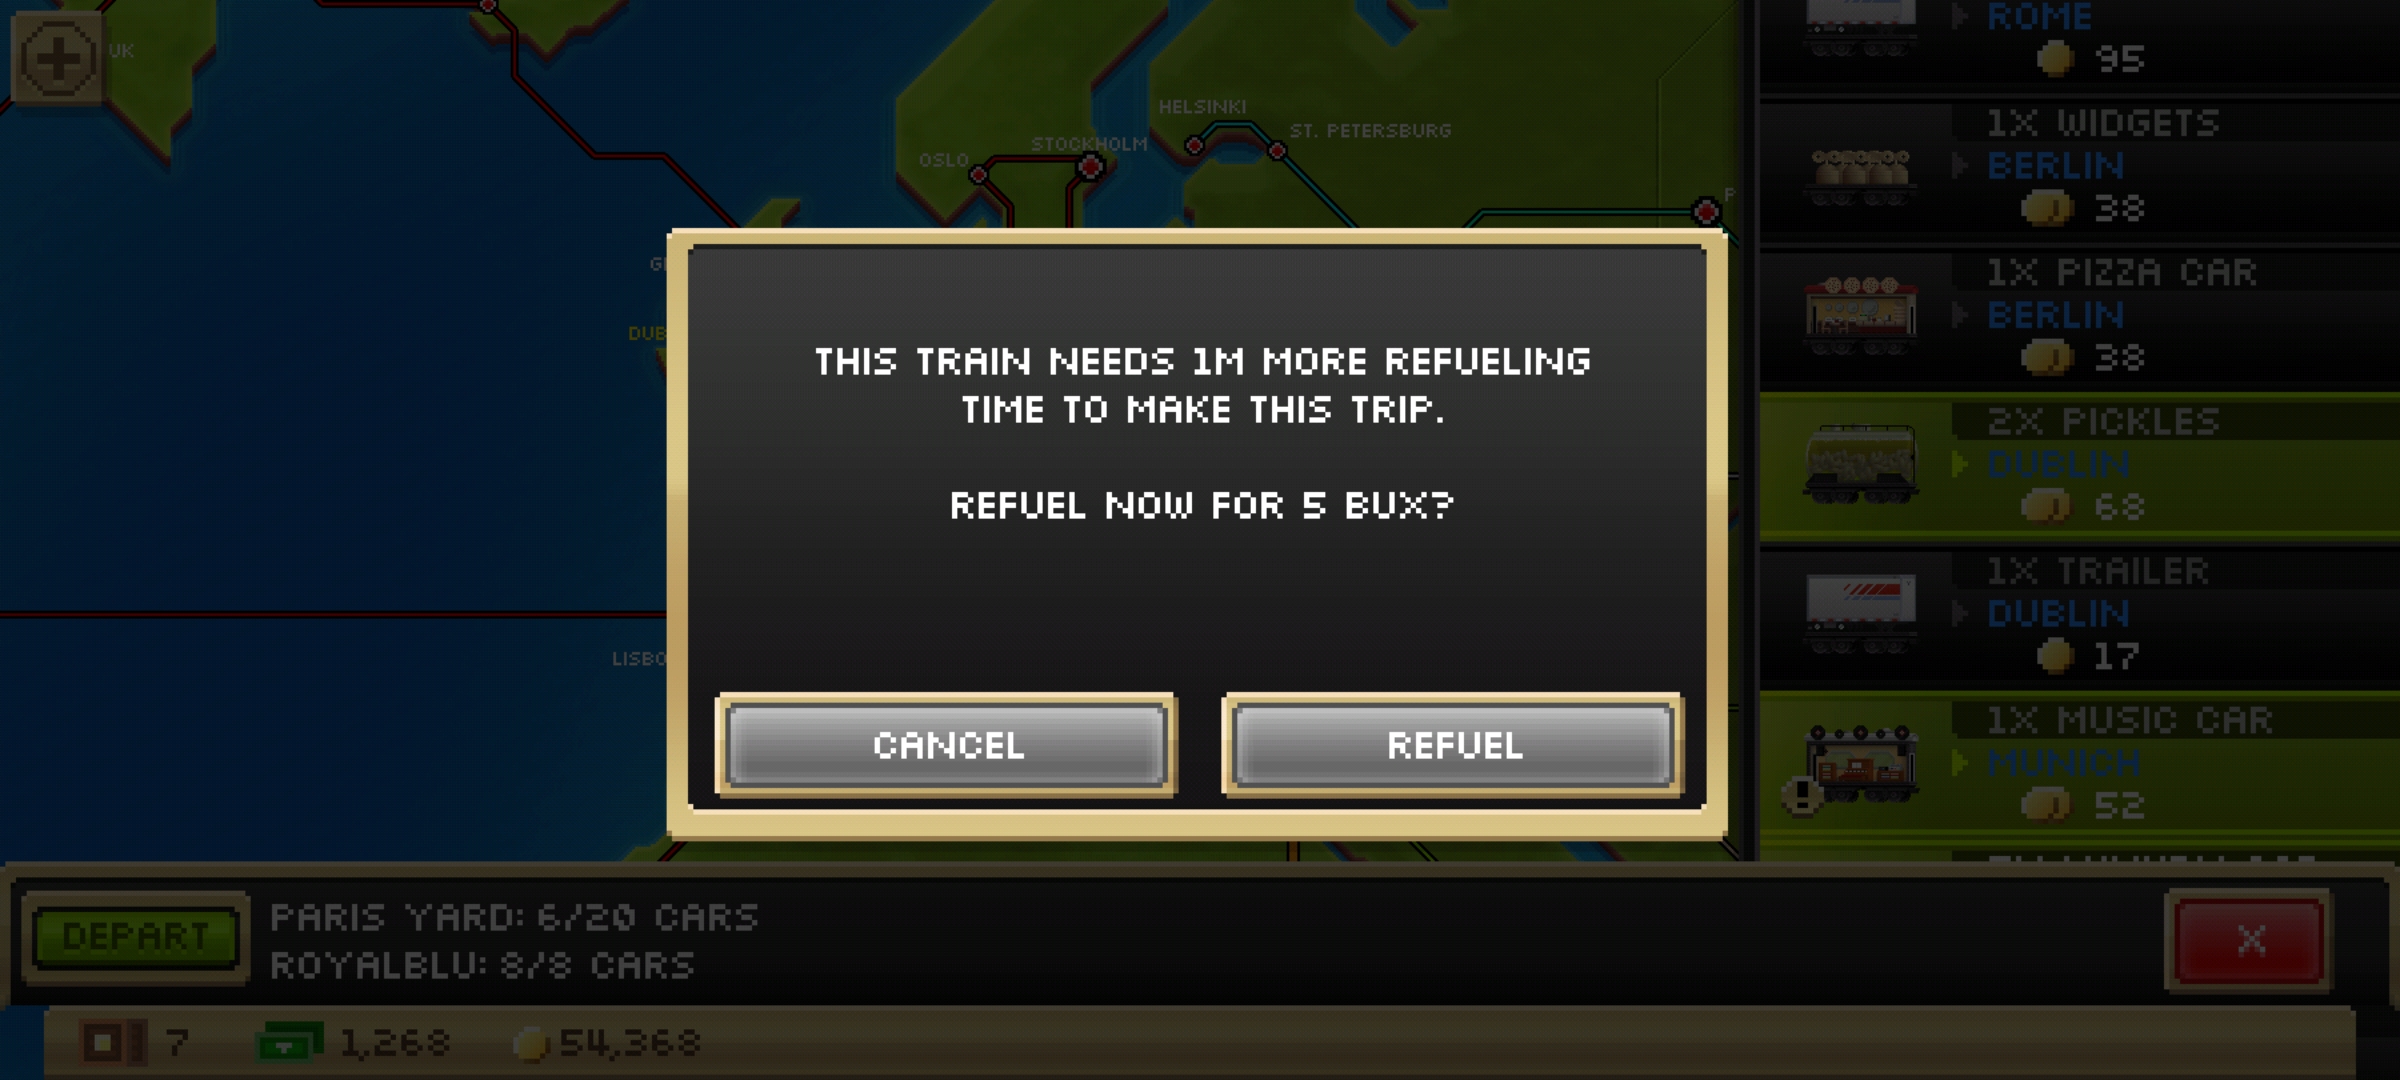 UK
HELSINKI
ST. PETERSBURG
STOCKHOLM
OSLO
P
G
DUB
LISBO
ROME
95
1X WIDGETS
BERLIN
38
1X PIZZA CAR
BERLIN
38
2X PICKLES
DUBLIN
68
1X TRAILER
DUBLIN
17
1X MUSIC CAR
MUNICH
52
THIS TRAIN NEEDS 1M MORE REFUELING
TIME TO MAKE THIS TRIP.
REFUEL NOW FOR 5 BUX?
CANCEL
REFUEL
DEPART
PARIS YARD: 6/20 CARS
ROYALBLU: 8/8 CARS
X
7
1,268
54,368